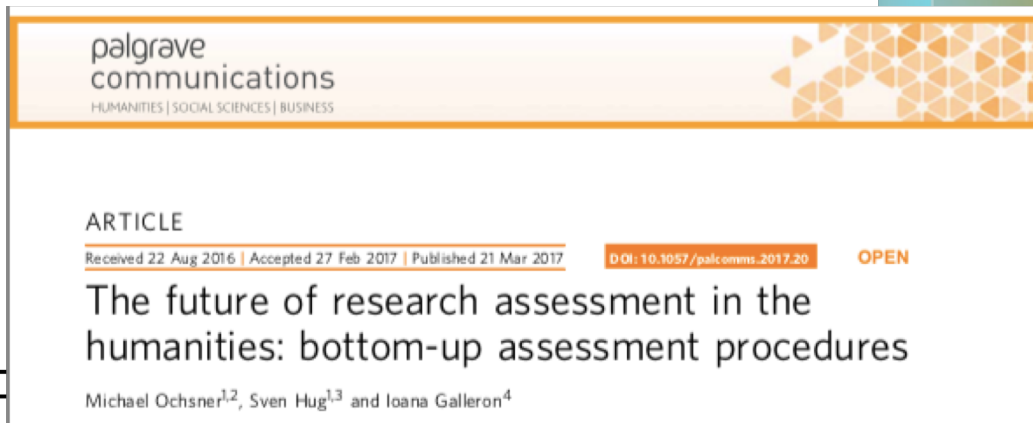 palgrave
communications
HUMANITIES | SOCIAL SCIENCES | BUSINESS
ARTICLE
Received 22 Aug 2016 | Accepted 27 Feb 2017 | Published 21 Mar 2017
DOI: 10.1057/palcomms.2017.20
OPEN
The future of research assessment in the
humanities: bottom-up assessment procedures
Michael Ochsner1,2, Sven Hug1,3 and Ioana Galleron4